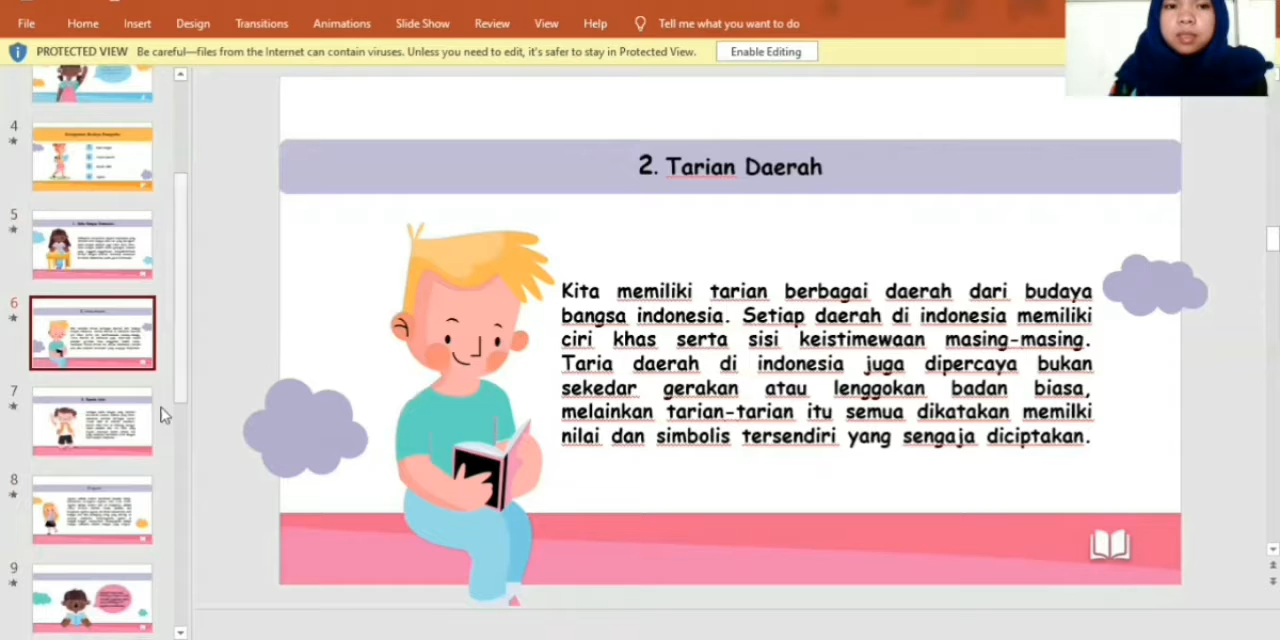 File Home Insert Design Transitions Animations Slide Show Review View Help Tell me what you want to do
PROTECTED VIEW Be careful—files from the Internet can contain viruses. Unless you need to edit, it's safer to stay in Protected View. Enable Editing
4
5
6
7
8
9
2. Tarian Daerah
Kita memiliki tarian berbagai daerah dari budaya
bangsa indonesia. Setiap daerah di indonesia memiliki
ciri khas serta sisi keistimewaan masing-masing.
Taria daerah di indonesia juga dipercaya bukan
sekedar gerakan atau lenggokan badan biasa,
melainkan tarian-tarian itu semua dikatakan memilki
nilai dan simbolis tersendiri yang sengaja diciptakan.